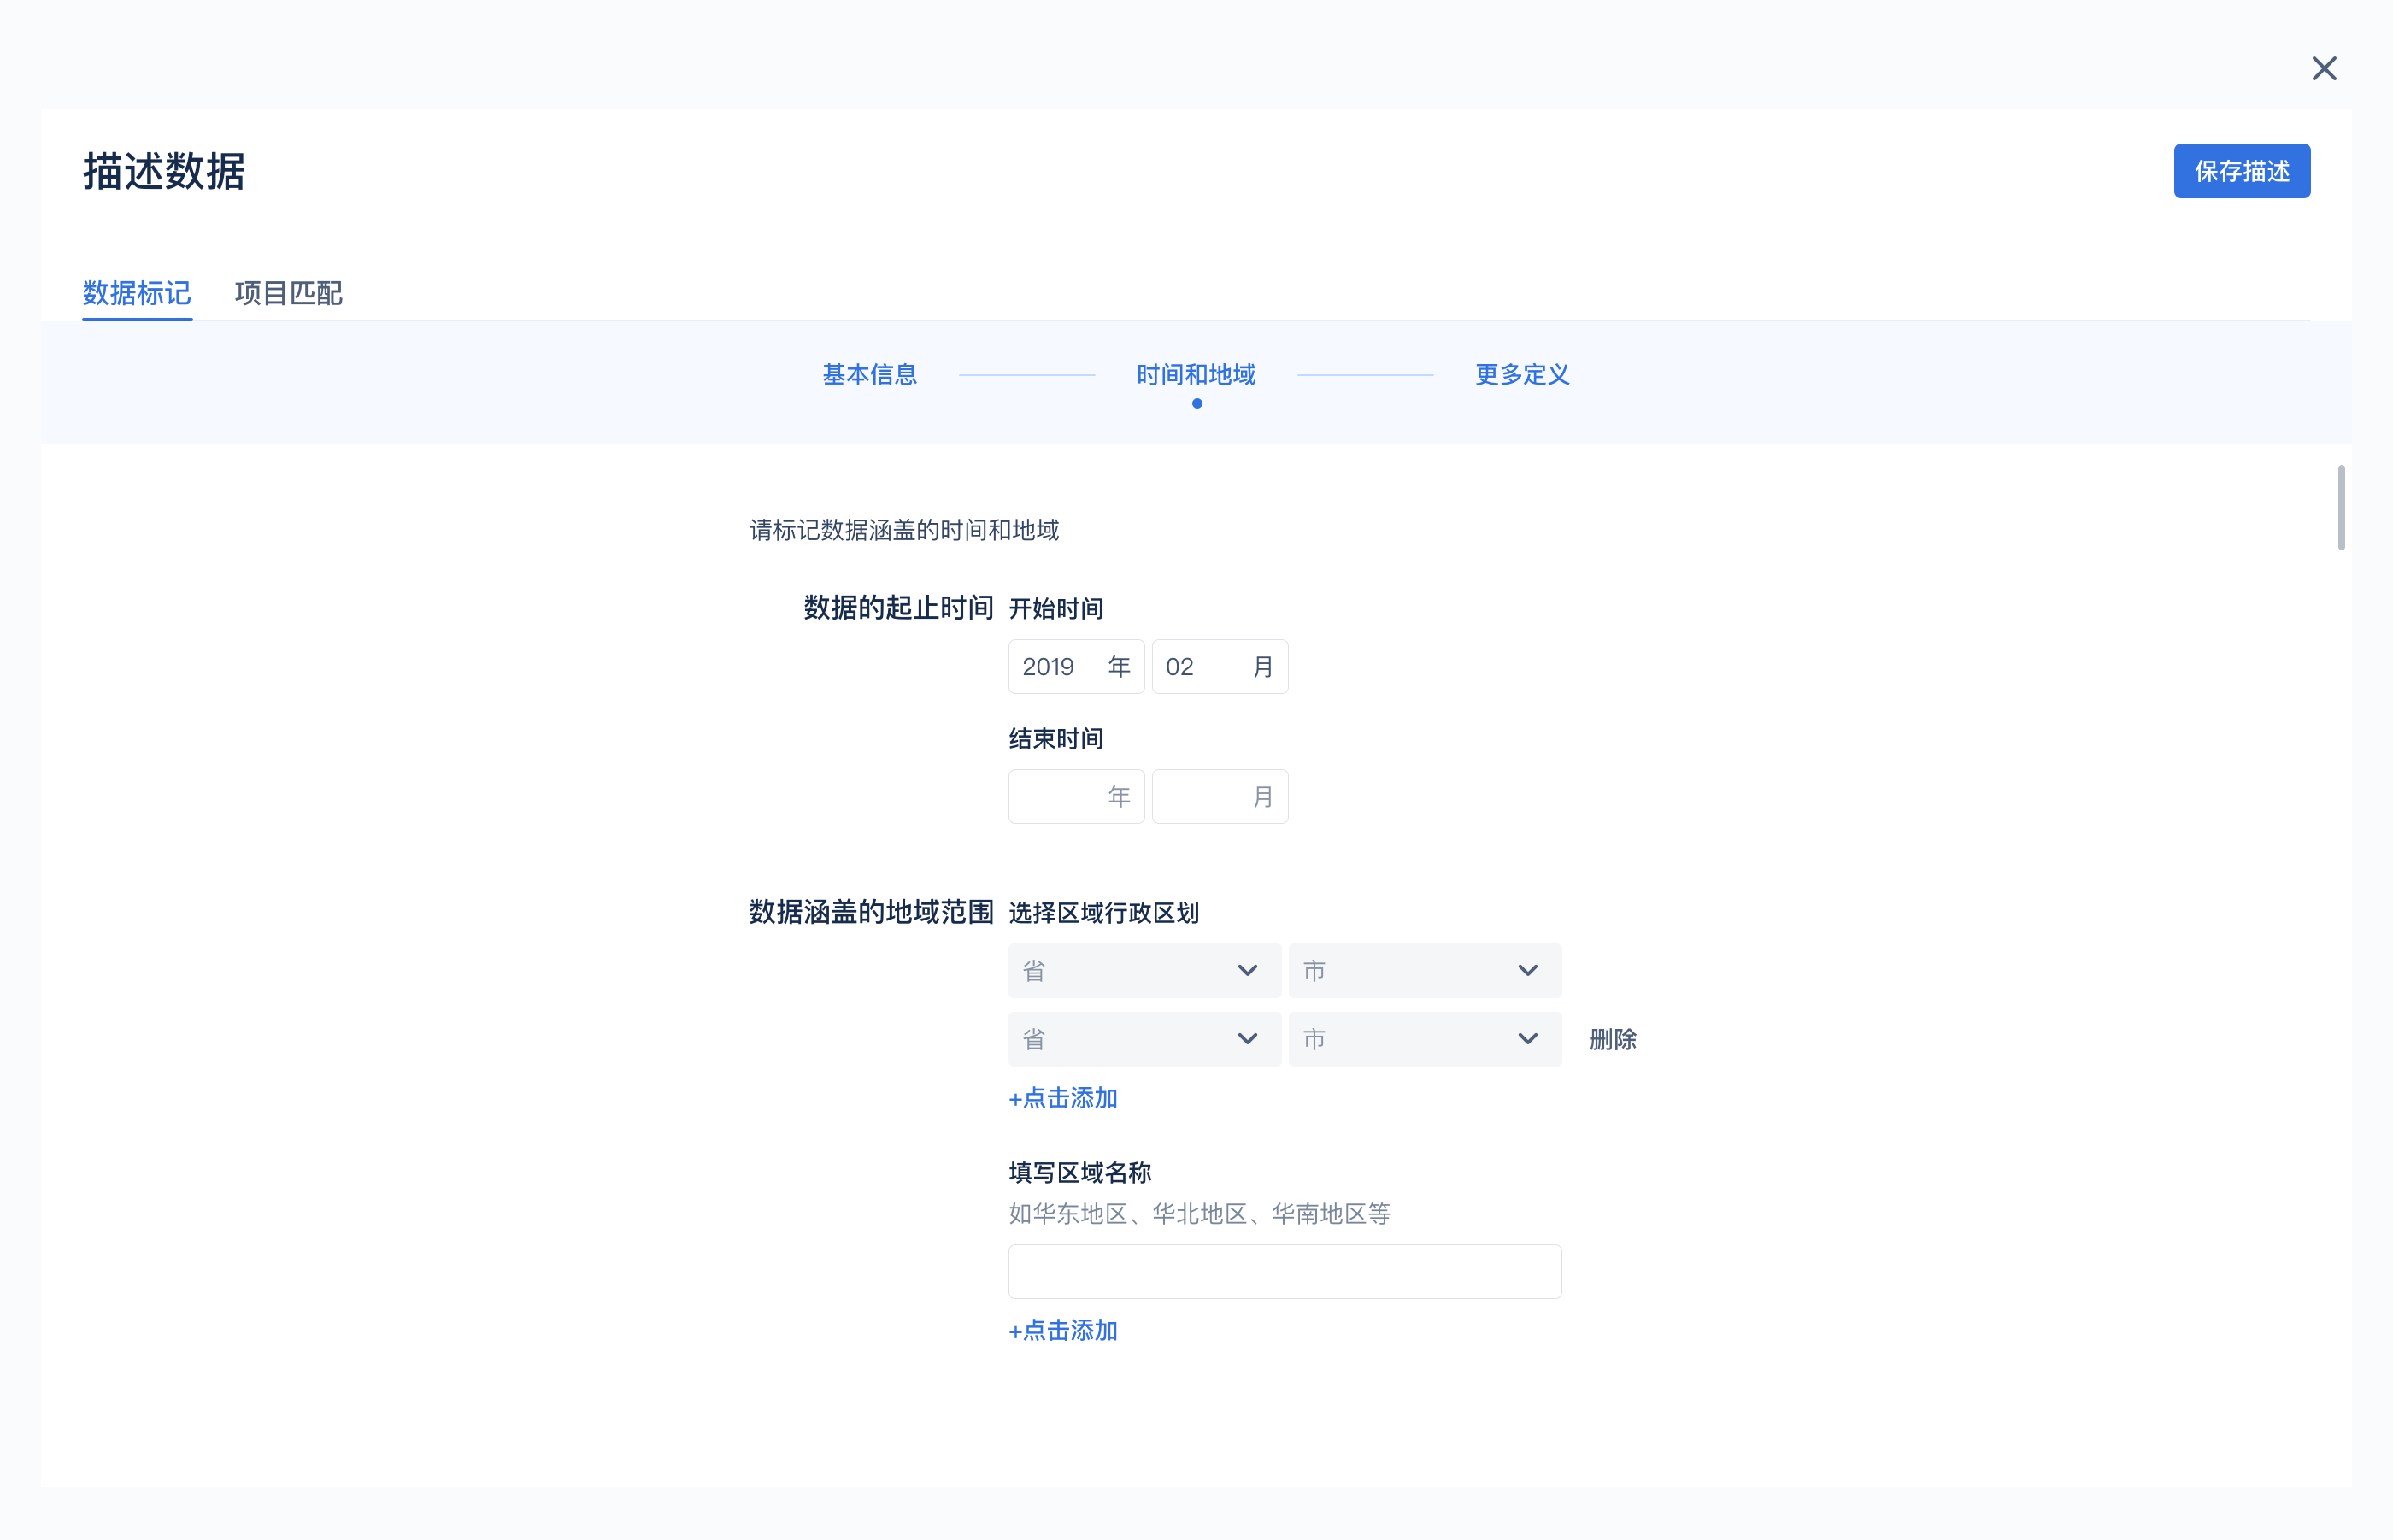 描述数据
保存描述
数据标记 项目匹配
基本信息 时间和地域 更多定义
请标记数据涵盖的时间和地域
数据的起止时间 开始时间
2019 年 02 月
结束时间
年 月
数据涵盖的地域范围 选择区域行政区划
省 市
省 市 删除
+点击添加
填写区域名称
如华东地区、华北地区、华南地区等
+点击添加